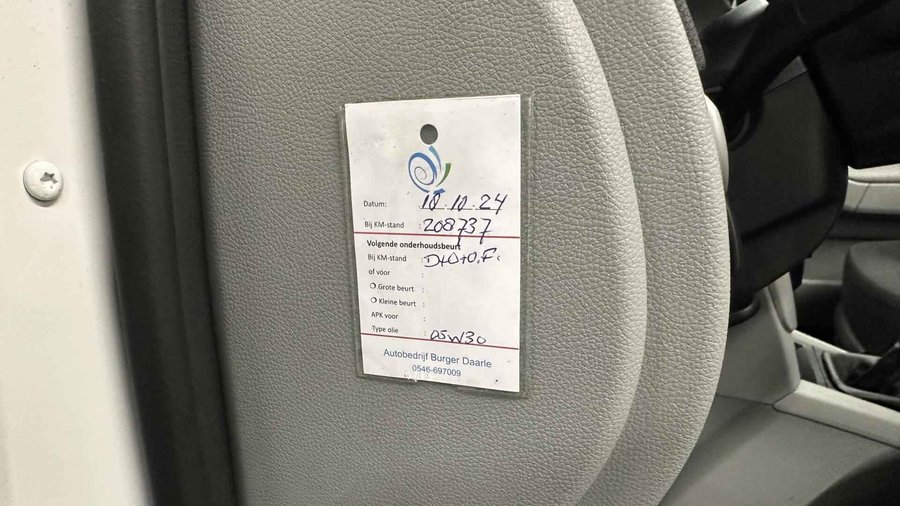 Datum: 18.10.24
Bij KM-stand : 208737
Volgende onderhoudsbeurt
Bij KM-stand : D+O+O.F.
of voor :
Grote beurt :
Kleine beurt :
APK voor :
Type olie : 05W30
Autobedrijf Burger Daarle
0546-697009